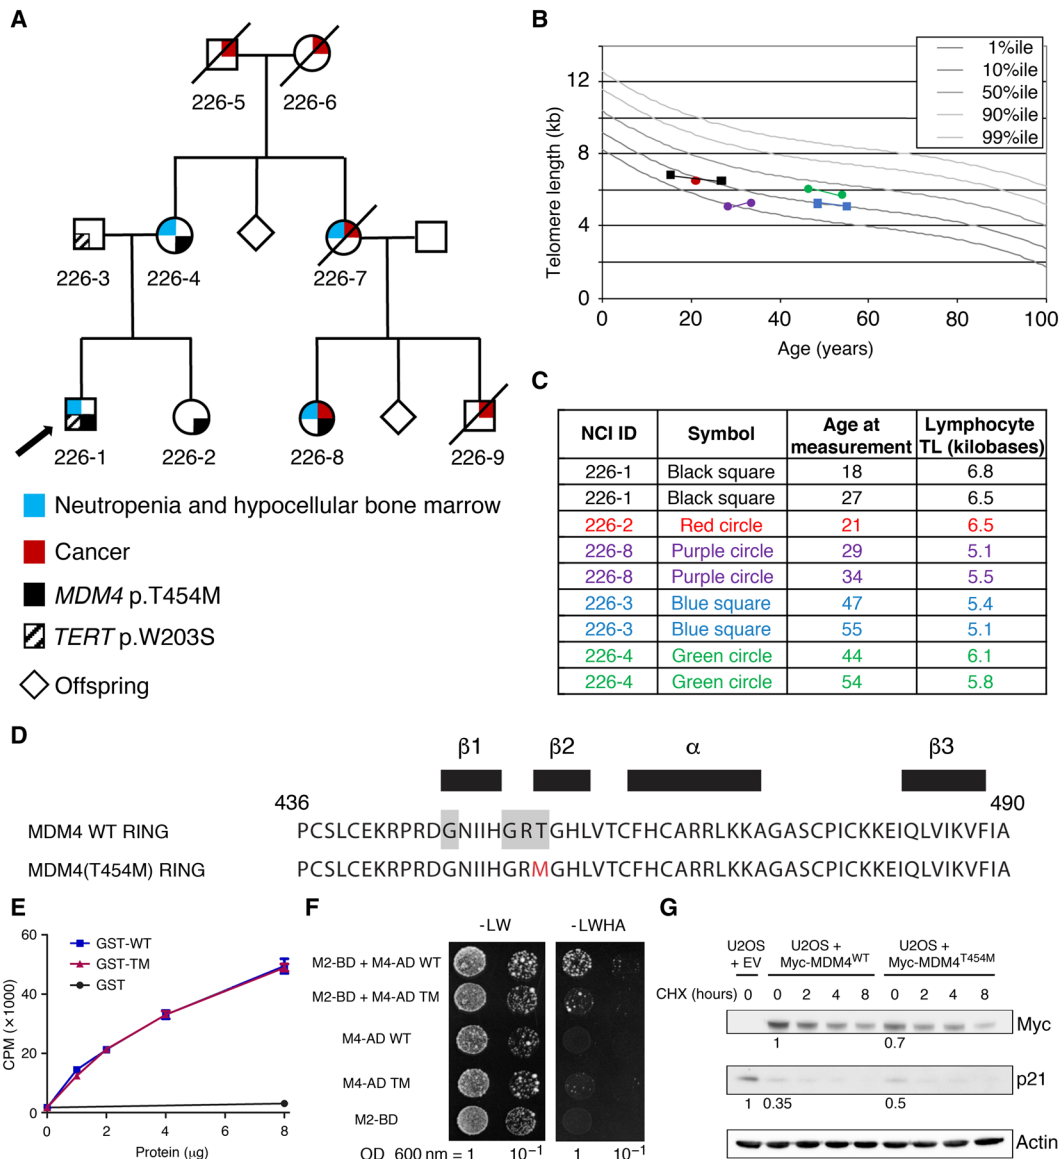 A
226-5
226-6
226-3
226-4
226-7
226-1
226-2
226-8
226-9
Neutropenia and hypocellular bone marrow
Cancer
MDM4 p.T454M
TERT p.W203S
Offspring
B
Telomere length (kb)
12
8
4
0
0 20 40 60 80 100
Age (years)
1%ile
10%ile
50%ile
90%ile
99%ile
C
NCI ID Symbol Age at measurement Lymphocyte TL (kilobases)
226-1 Black square 18 6.8
226-1 Black square 27 6.5
226-2 Red circle 21 6.5
226-8 Purple circle 29 5.1
226-8 Purple circle 34 5.5
226-3 Blue square 47 5.4
226-3 Blue square 55 5.1
226-4 Green circle 44 6.1
226-4 Green circle 54 5.8
D
β1 β2 α β3
436 490
MDM4 WT RING PCSLCEKRPRDGNIIHGRTGHLVTCFHCARRLKKAGASCPICKKEIQLVIKVFIA
MDM4(T454M) RING PCSLCEKRPRDGNIIHGRMGHLVTCFHCARRLKKAGASCPICKKEIQLVIKVFIA
E
CPM (×1000)
60
40
20
0
0 2 4 6 8
Protein (μg)
GST-WT
GST-TM
GST
F
-LW -LWHA
M2-BD + M4-AD WT
M2-BD + M4-AD TM
M4-AD WT
M4-AD TM
M2-BD
OD 600 nm = 1 10⁻¹ 1 10⁻¹
G
U2OS + EV
U2OS + Myc-MDM4ᵂᵀ
U2OS + Myc-MDM4ᵀ⁴⁵⁴ᴹ
CHX (hours) 0 0 2 4 8 0 2 4 8
Myc
1 0.7
p21
1 0.35 0.5
Actin